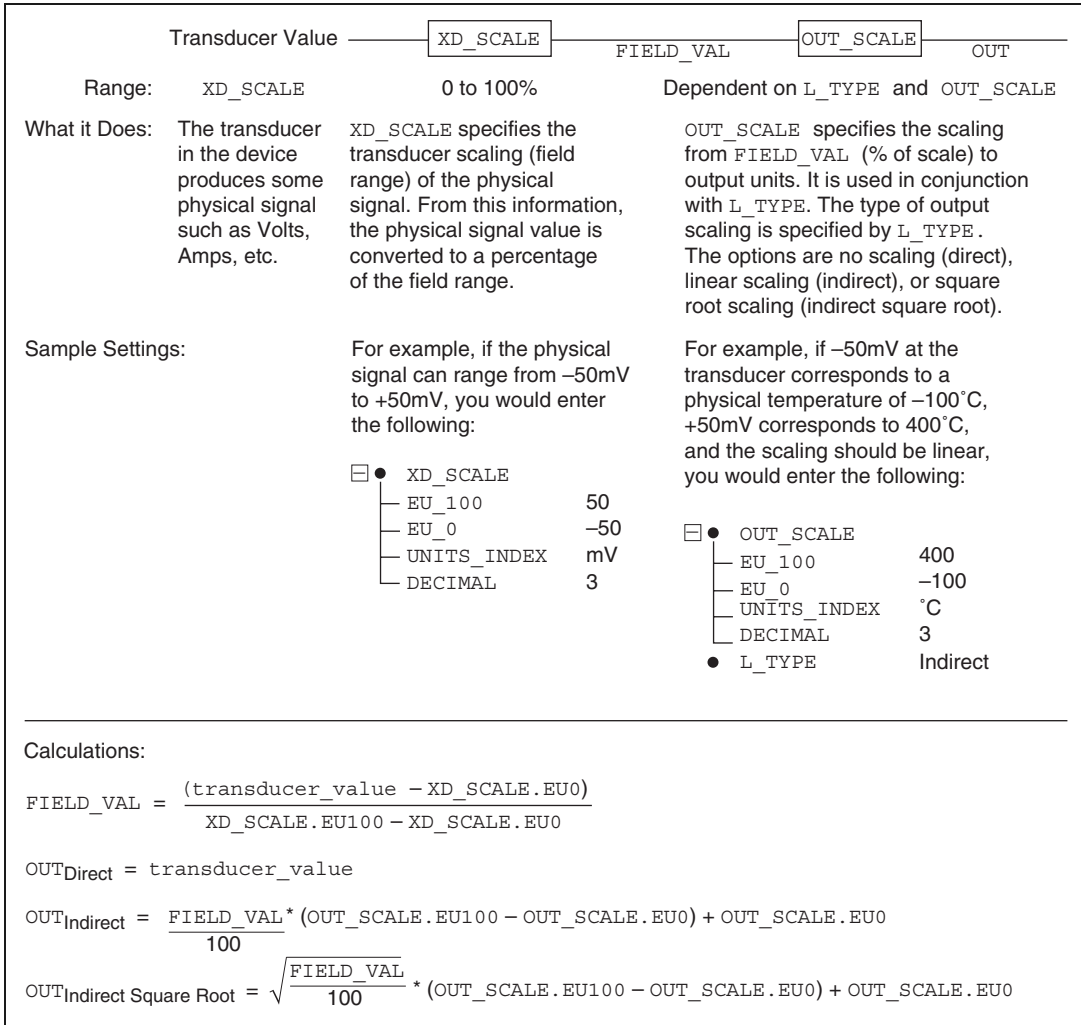 Transducer Value XD_SCALE FIELD_VAL OUT_SCALE OUT
Range: XD_SCALE 0 to 100% Dependent on L_TYPE and OUT_SCALE
What it Does:
The transducer
in the device
produces some
physical signal
such as Volts,
Amps, etc.
XD_SCALE specifies the
transducer scaling (field
range) of the physical
signal. From this information,
the physical signal value is
converted to a percentage
of the field range.
OUT_SCALE specifies the scaling
from FIELD_VAL (% of scale) to
output units. It is used in conjunction
with L_TYPE. The type of output
scaling is specified by L_TYPE.
The options are no scaling (direct),
linear scaling (indirect), or square
root scaling (indirect square root).
Sample Settings:
For example, if the physical
signal can range from –50mV
to +50mV, you would enter
the following:
XD_SCALE
EU_100 50
EU_0 –50
UNITS_INDEX mV
DECIMAL 3
For example, if –50mV at the
transducer corresponds to a
physical temperature of –100˚C,
+50mV corresponds to 400˚C,
and the scaling should be linear,
you would enter the following:
OUT_SCALE
EU_100 400
EU_0 –100
UNITS_INDEX ˚C
DECIMAL 3
L_TYPE Indirect
Calculations:
FIELD_VAL = (transducer_value – XD_SCALE.EU0)
XD_SCALE.EU100 – XD_SCALE.EU0
OUTDirect = transducer_value
OUTIndirect = FIELD_VAL* (OUT_SCALE.EU100 – OUT_SCALE.EU0) + OUT_SCALE.EU0
100
OUTIndirect Square Root = √ FIELD_VAL * (OUT_SCALE.EU100 – OUT_SCALE.EU0) + OUT_SCALE.EU0
100